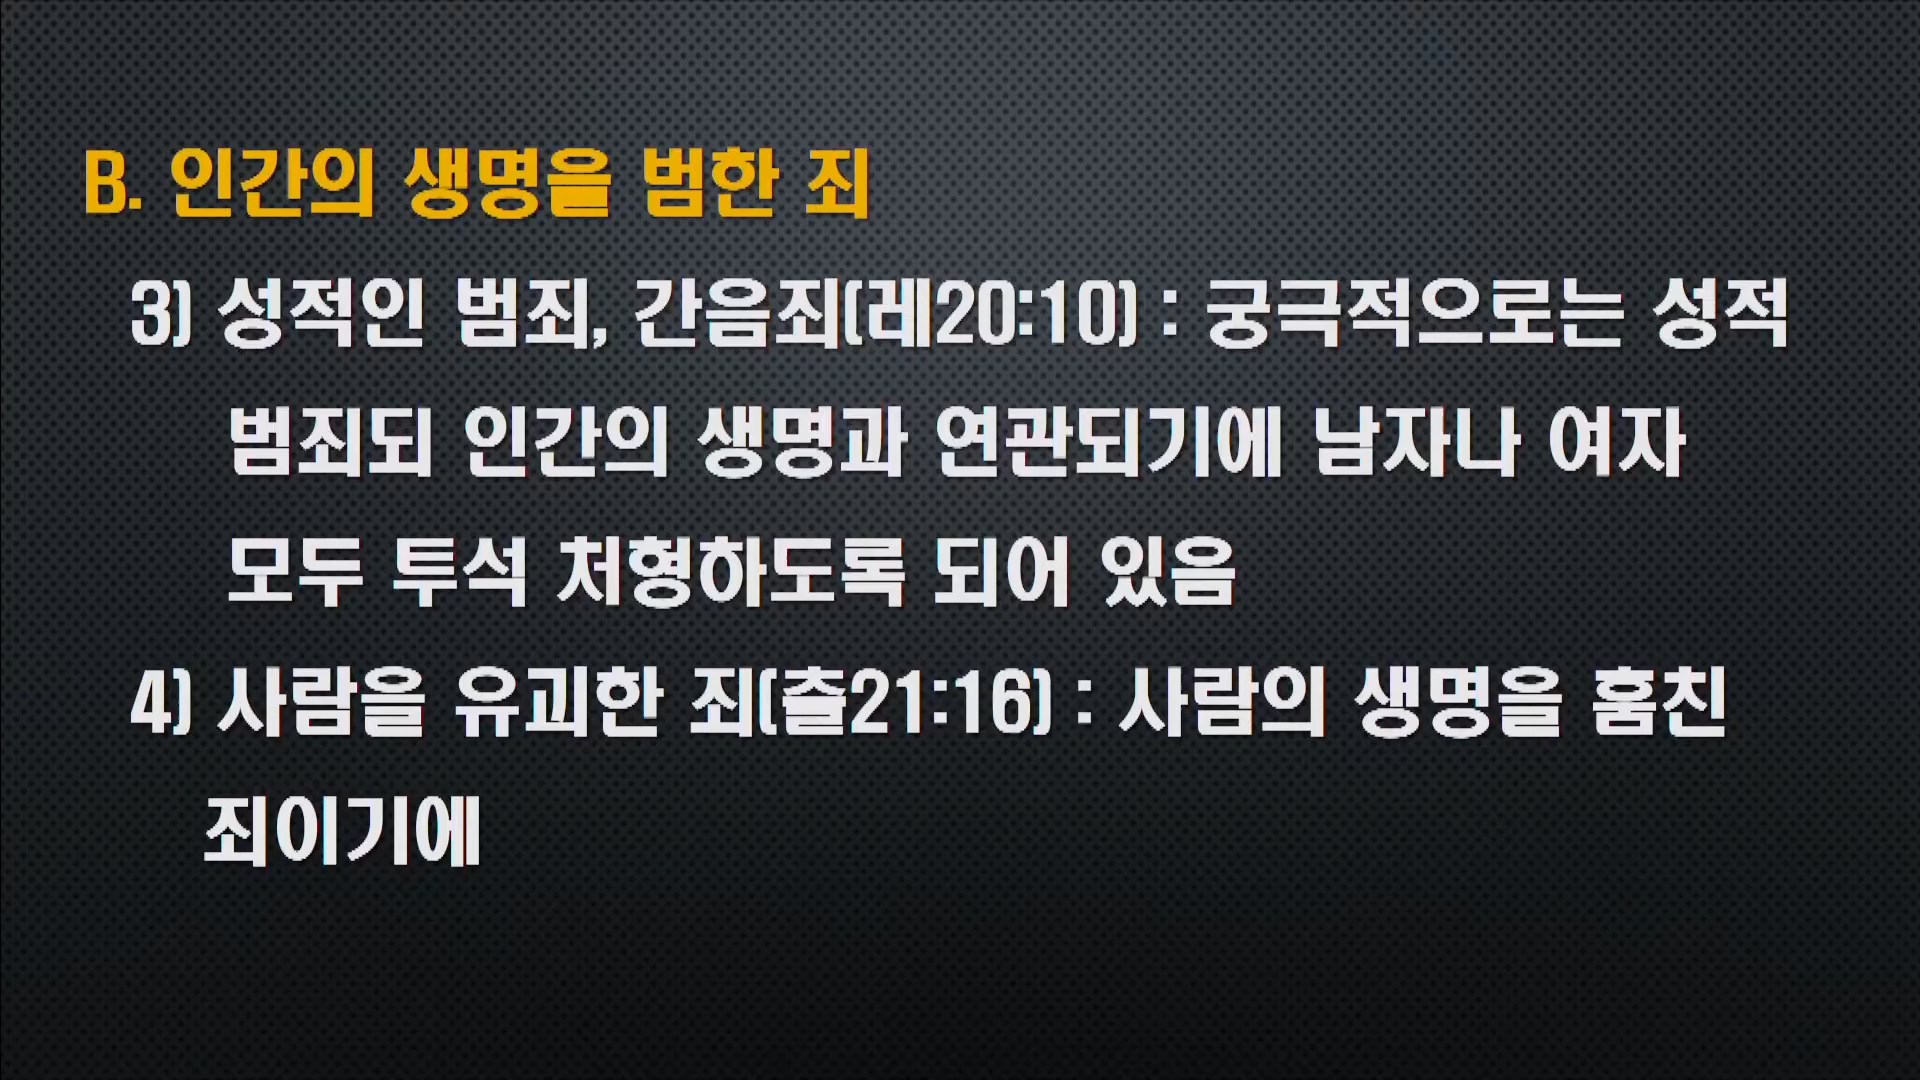 B. 인간의 생명을 범한 죄
3) 성적인 범죄, 간음죄(레20:10) : 궁극적으로는 성적
범죄되 인간의 생명과 연관되기에 남자나 여자
모두 투석 처형하도록 되어 있음
4) 사람을 유괴한 죄(출21:16) : 사람의 생명을 훔친
죄이기에